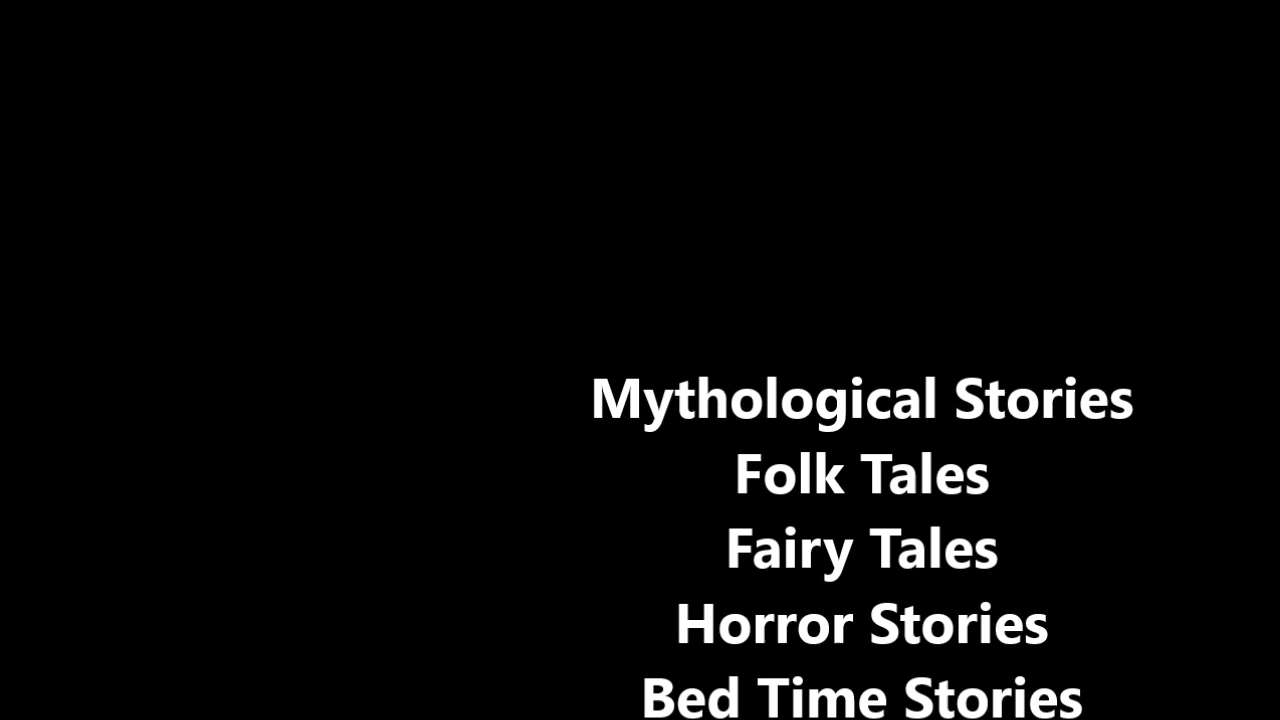 Mythological Stories
Folk Tales
Fairy Tales
Horror Stories
Bed Time Stories